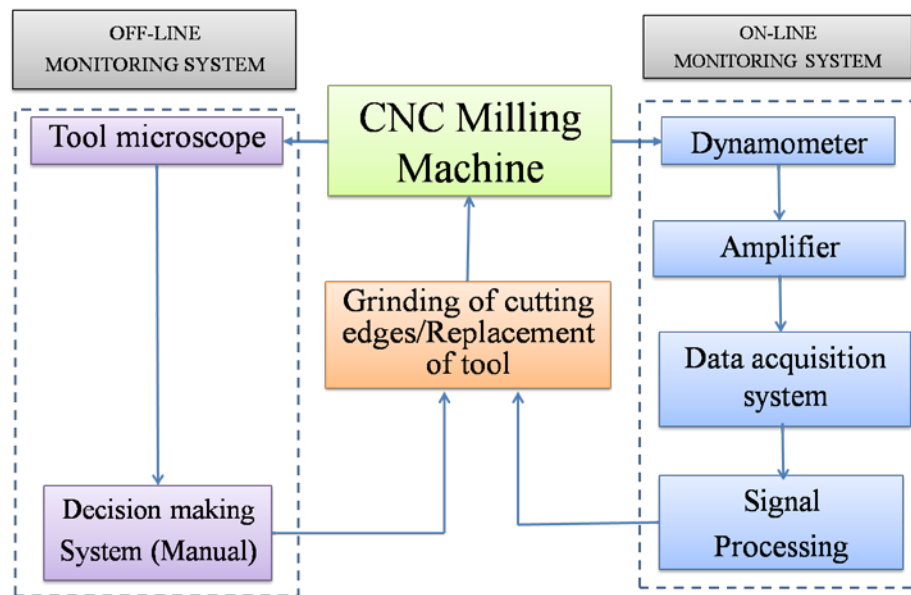 OFF-LINE
MONITORING SYSTEM
ON-LINE
MONITORING SYSTEM
CNC Milling
Machine
Tool microscope
Dynamometer
Amplifier
Grinding of cutting
edges/Replacement
of tool
Data acquisition
system
Decision making
System (Manual)
Signal
Processing